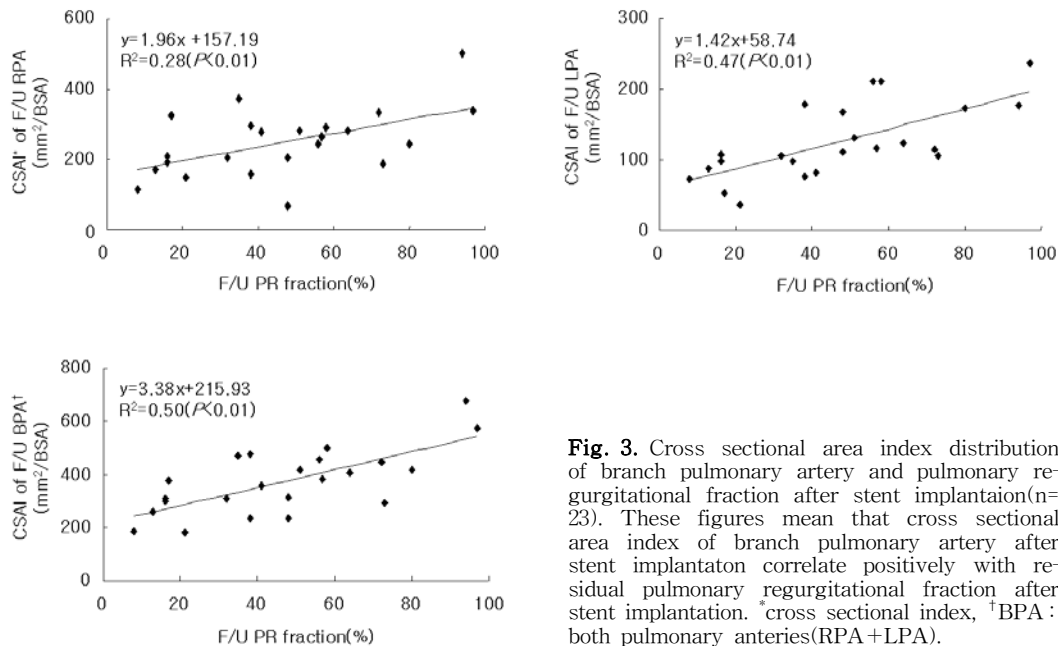 600
400
200
0
CSAI* of F/U RPA
(mm²/BSA)
y=1.96x +157.19
R²=0.28(P<0.01)
0 20 40 60 80 100
F/U PR fraction(%)
300
200
100
0
CSAI of F/U LPA
(mm²/BSA)
y=1.42x+58.74
R²=0.47(P<0.01)
0 20 40 60 80 100
F/U PR fraction(%)
800
600
400
200
0
CSAI of F/U BPA†
(mm²/BSA)
y=3.38x+215.93
R²=0.50(P<0.01)
0 20 40 60 80 100
F/U PR fraction(%)
Fig. 3. Cross sectional area index distribution
of branch pulmonary artery and pulmonary re-
gurgitational fraction after stent implantaion(n=
23). These figures mean that cross sectional
area index of branch pulmonary artery after
stent implantaton correlate positively with re-
sidual pulmonary regurgitational fraction after
stent implantation. *cross sectional index, †BPA :
both pulmonary anteries(RPA+LPA).